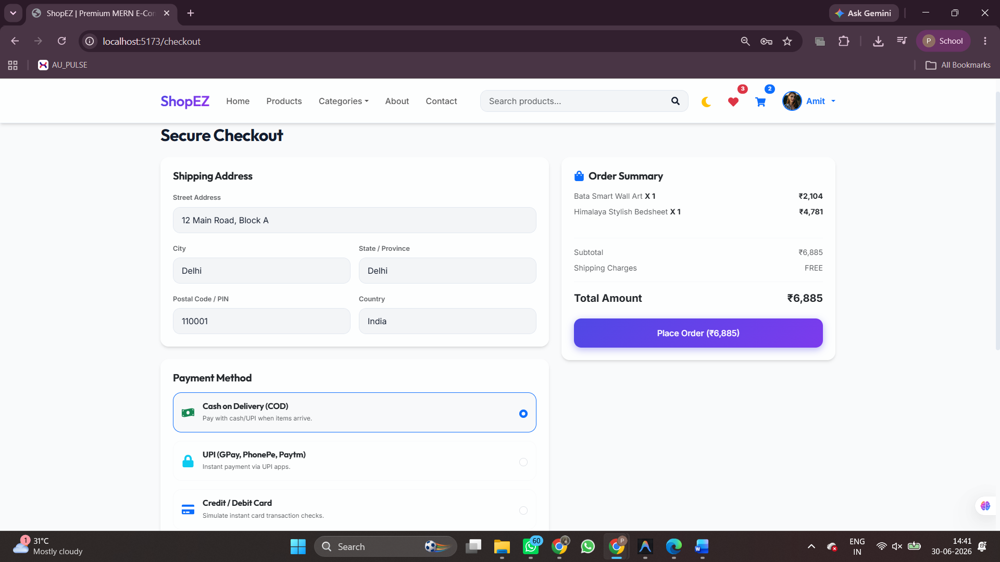 ShopEZ | Premium MERN E-Con
Ask Gemini
localhost:5173/checkout
P School
AU_PULSE
All Bookmarks
ShopEZ Home Products Categories About Contact Search products... 3 2 Amit
Secure Checkout
Shipping Address
Street Address
12 Main Road, Block A
City
Delhi
State / Province
Delhi
Postal Code / PIN
110001
Country
India
Order Summary
Bata Smart Wall Art X 1 ₹2,104
Himalaya Stylish Bedsheet X 1 ₹4,781
Subtotal ₹6,885
Shipping Charges FREE
Total Amount ₹6,885
Place Order (₹6,885)
Payment Method
Cash on Delivery (COD)
Pay with cash/UPI when items arrive.
UPI (GPay, PhonePe, Paytm)
Instant payment via UPI apps.
Credit / Debit Card
Simulate instant card transaction checks.
1 31°C
Mostly cloudy
Search
60
P
W
ENG
IN
14:41
30-06-2026